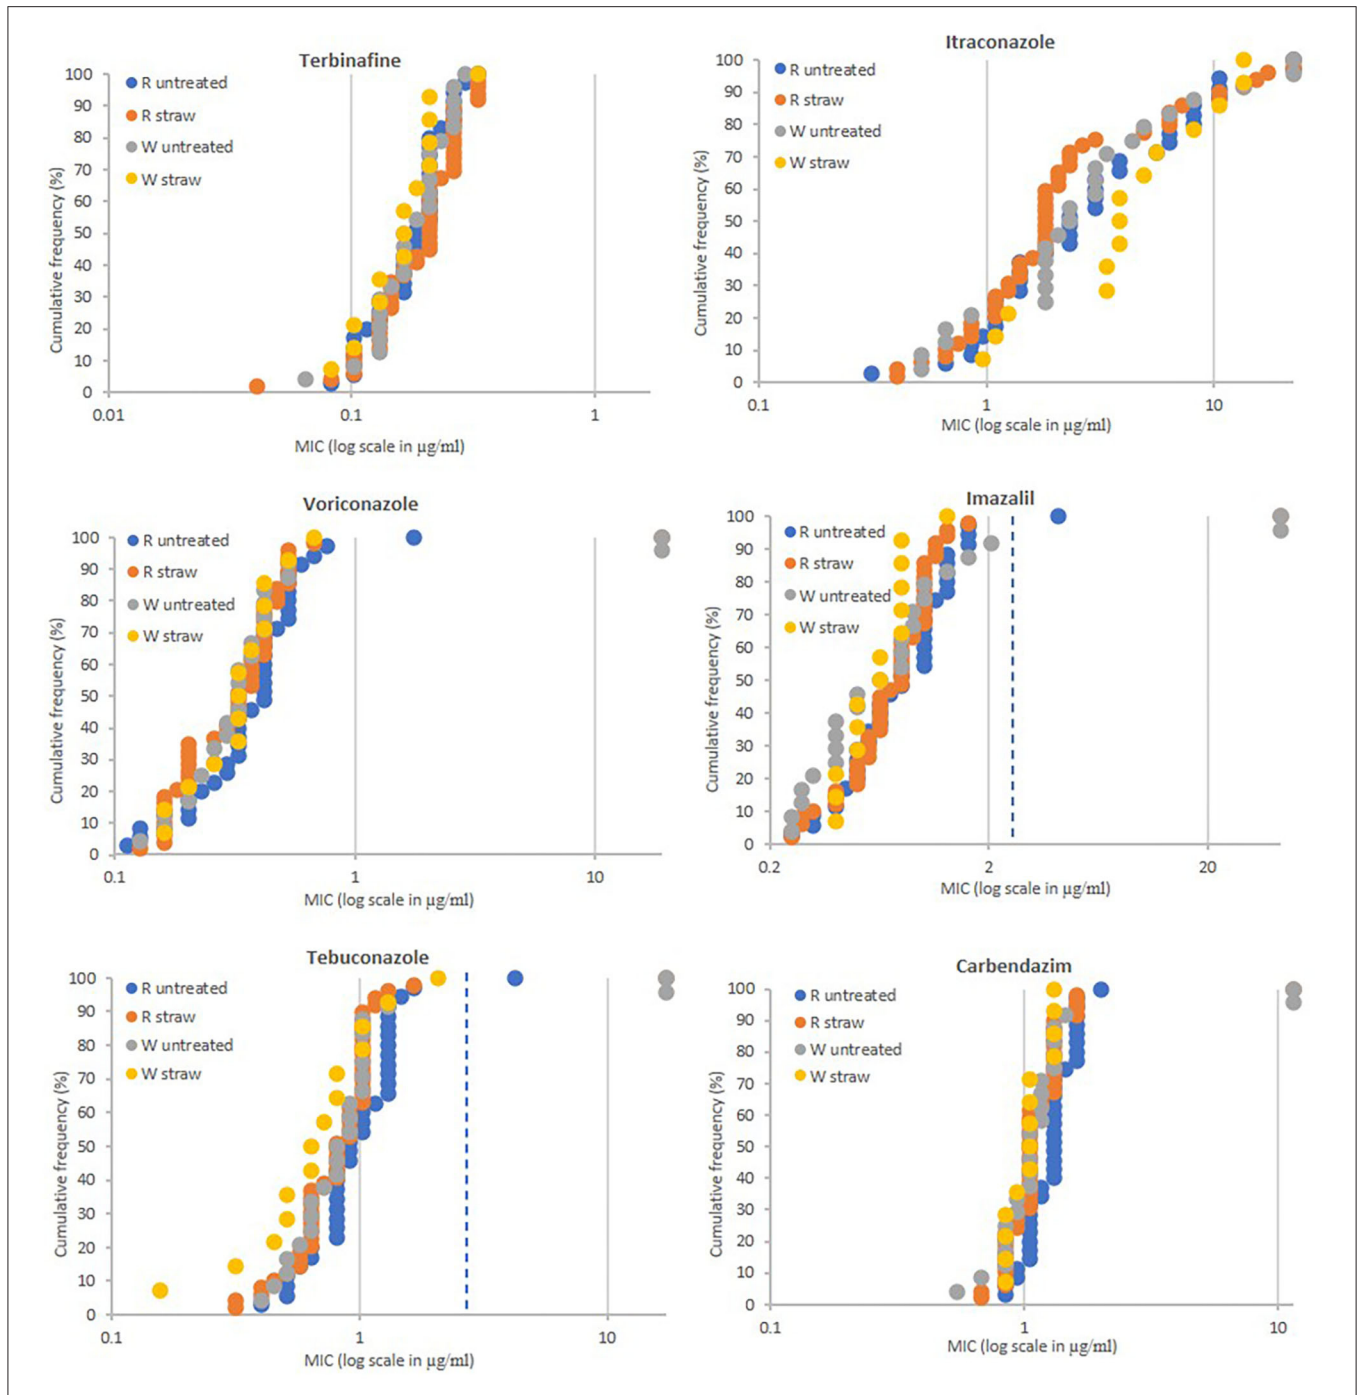 Terbinafine
R untreated
R straw
W untreated
W straw
Cumulative frequency (%)
100
90
80
70
60
50
40
30
20
10
0
0.01
0.1
1
MIC (log scale in µg/ml)
Itraconazole
R untreated
R straw
W untreated
W straw
Cumulative frequency (%)
100
90
80
70
60
50
40
30
20
10
0
0.1
1
10
MIC (log scale in µg/ml)
Voriconazole
R untreated
R straw
W untreated
W straw
Cumulative frequency (%)
100
90
80
70
60
50
40
30
20
10
0
0.1
1
10
MIC (log scale in µg/ml)
Imazalil
R untreated
R straw
W untreated
W straw
Cumulative frequency (%)
100
90
80
70
60
50
40
30
20
10
0
0.2
2
20
MIC (log scale in µg/ml)
Tebuconazole
R untreated
R straw
W untreated
W straw
Cumulative frequency (%)
100
90
80
70
60
50
40
30
20
10
0
0.1
1
10
MIC (log scale in µg/ml)
Carbendazim
R untreated
R straw
W untreated
W straw
Cumulative frequency (%)
100
90
80
70
60
50
40
30
20
10
0
0.1
1
10
MIC (log scale in µg/ml)